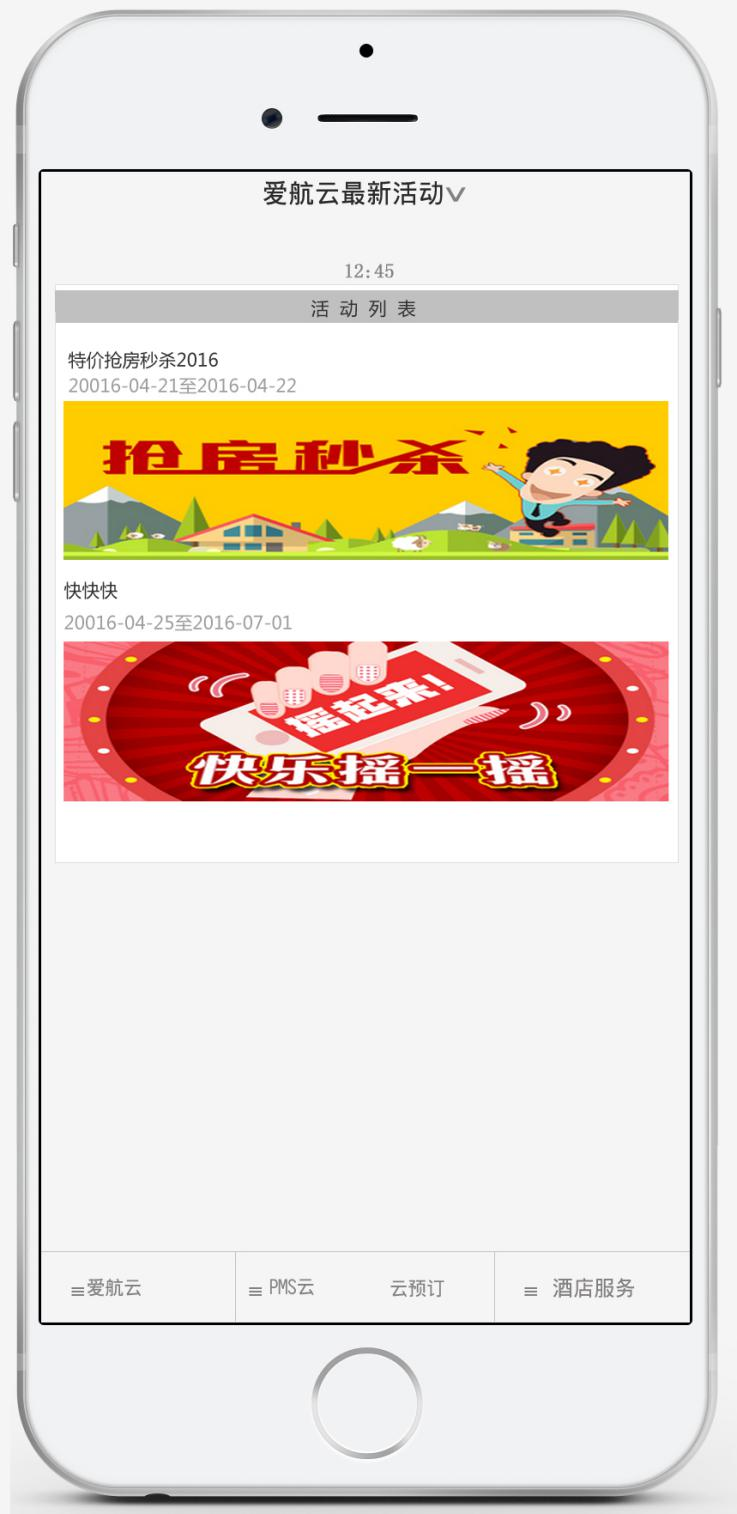 爱航云最新活动
12:45
活动列表
特价抢房秒杀2016
20016-04-21至2016-04-22
抢房秒杀
快快快
20016-04-25至2016-07-01
摇起来!
快乐摇一摇
爱航云 PMS云 云预订 酒店服务